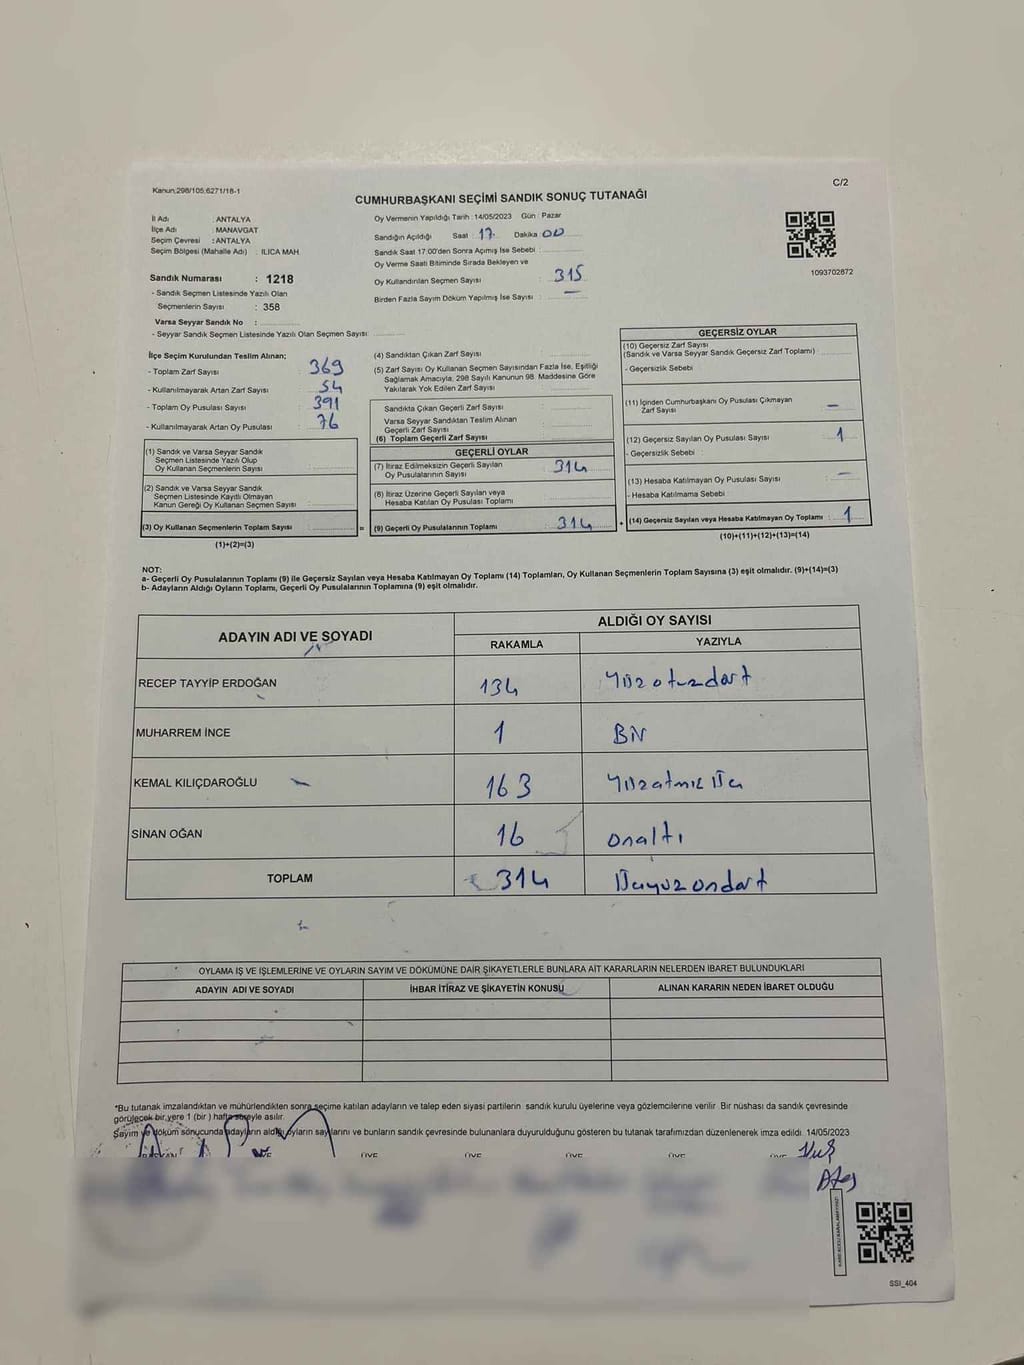 Kanun;298/105,6271/18-1
C/2
CUMHURBAŞKANI SEÇİMİ SANDIK SONUÇ TUTANAĞI
İl Adı : ANTALYA
İlçe Adı : MANAVGAT
Seçim Çevresi : ANTALYA
Seçim Bölgesi (Mahalle Adı) : ILICA MAH
Sandık Numarası : 1218
- Sandık Seçmen Listesinde Yazılı Olan
Seçmenlerin Sayısı : 358
Varsa Seyyar Sandık No :
- Seyyar Sandık Seçmen Listesinde Yazılı Olan Seçmen Sayısı
Oy Vermenin Yapıldığı Tarih : 14/05/2023 Gün : Pazar
Sandığın Açıldığı Saat : 17 Dakika : 00
Sandık Saat 17:00'den Sonra Açımış İse Sebebi :
Oy Verme Saati Bitiminde Sırada Bekleyen ve
Oy Kullandırılan Seçmen Sayısı : 315
Birden Fazla Sayım Döküm Yapılmış İse Sayısı : —
1093702872
İlçe Seçim Kurulundan Teslim Alınan;
- Toplam Zarf Sayısı : 369
- Kullanılmayarak Artan Zarf Sayısı : 54
- Toplam Oy Pusulası Sayısı : 391
- Kullanılmayarak Artan Oy Pusulası : 76
(1) Sandık ve Varsa Seyyar Sandık
Seçmen Listesinde Yazılı Olup
Oy Kullanan Seçmenlerin Sayısı :
(2) Sandık ve Varsa Seyyar Sandık
Seçmen Listesinde Kayıtlı Olmayan
Kanun Gereği Oy Kullanan Seçmen Sayısı :
(3) Oy Kullanan Seçmenlerin Toplam Sayısı : =
(1)+(2)=(3)
(4) Sandıktan Çıkan Zarf Sayısı :
(5) Zarf Sayısı Oy Kullanan Seçmen Sayısından Fazla İse, Eşitliği
Sağlamak Amacıyla, 298 Sayılı Kanunun 98. Maddesine Göre
Yakılarak Yok Edilen Zarf Sayısı :
Sandıkta Çıkan Geçerli Zarf Sayısı :
Varsa Seyyar Sandıktan Teslim Alınan
Geçerli Zarf Sayısı :
(6) Toplam Geçerli Zarf Sayısı :
GEÇERLİ OYLAR
(7) İtiraz Edilmeksizin Geçerli Sayılan
Oy Pusulalarının Sayısı : 314
(8) İtiraz Üzerine Geçerli Sayılan veya
Hesaba Katılan Oy Pusulası Toplamı :
(9) Geçerli Oy Pusulalarının Toplamı : 314 +
GEÇERSİZ OYLAR
(10) Geçersiz Zarf Sayısı
(Sandık ve Varsa Seyyar Sandık Geçersiz Zarf Toplamı) :
- Geçersizlik Sebebi :
(11) İçinden Cumhurbaşkanı Oy Pusulası Çıkmayan
Zarf Sayısı : —
(12) Geçersiz Sayılan Oy Pusulası Sayısı : 1
- Geçersizlik Sebebi :
(13) Hesaba Katılmayan Oy Pusulası Sayısı : —
- Hesaba Katılmama Sebebi :
(14) Geçersiz Sayılan veya Hesaba Katılmayan Oy Toplamı : 1
(10)+(11)+(12)+(13)=(14)
NOT:
a- Geçerli Oy Pusulalarının Toplamı (9) ile Geçersiz Sayılan veya Hesaba Katılmayan Oy Toplamı (14) Toplamları, Oy Kullanan Seçmenlerin Toplam Sayısına (3) eşit olmalıdır. (9)+(14)=(3)
b- Adayların Aldığı Oyların Toplamı, Geçerli Oy Pusulalarının Toplamına (9) eşit olmalıdır.
ADAYIN ADI VE SOYADI
ALDIĞI OY SAYISI
RAKAMLA YAZIYLA
RECEP TAYYİP ERDOĞAN 134 Yüzotuzdört
MUHARREM İNCE 1 Bir
KEMAL KILIÇDAROĞLU 163 Yüzatmış üç
SİNAN OĞAN 16 onaltı
TOPLAM 314 Üçyüz ondört
OYLAMA İŞ VE İŞLEMLERİNE VE OYLARIN SAYIM VE DÖKÜMÜNE DAİR ŞİKAYETLERLE BUNLARA AİT KARARLARIN NELERDEN İBARET BULUNDUKLARI
ADAYIN ADI VE SOYADI İHBAR İTİRAZ VE ŞİKAYETİN KONUSU ALINAN KARARIN NEDEN İBARET OLDUĞU
*Bu tutanak imzalandıktan ve mühürlendikten sonra seçime katılan adayların ve talep eden siyasi partilerin sandık kurulu üyelerine veya gözlemcilerine verilir. Bir nüshası da sandık çevresinde
görülecek bir yere 1 (bir ) hafta süreyle asılır.
Sayım ve döküm sonucunda adayların aldığı oyların sayılarını ve bunların sandık çevresinde bulunanlara duyurulduğunu gösteren bu tutanak tarafımızdan düzenlenerek imza edildi. 14/05/2023
BAŞKAN ÜYE ÜYE ÜYE ÜYE ÜYE ÜYE
SSI_404